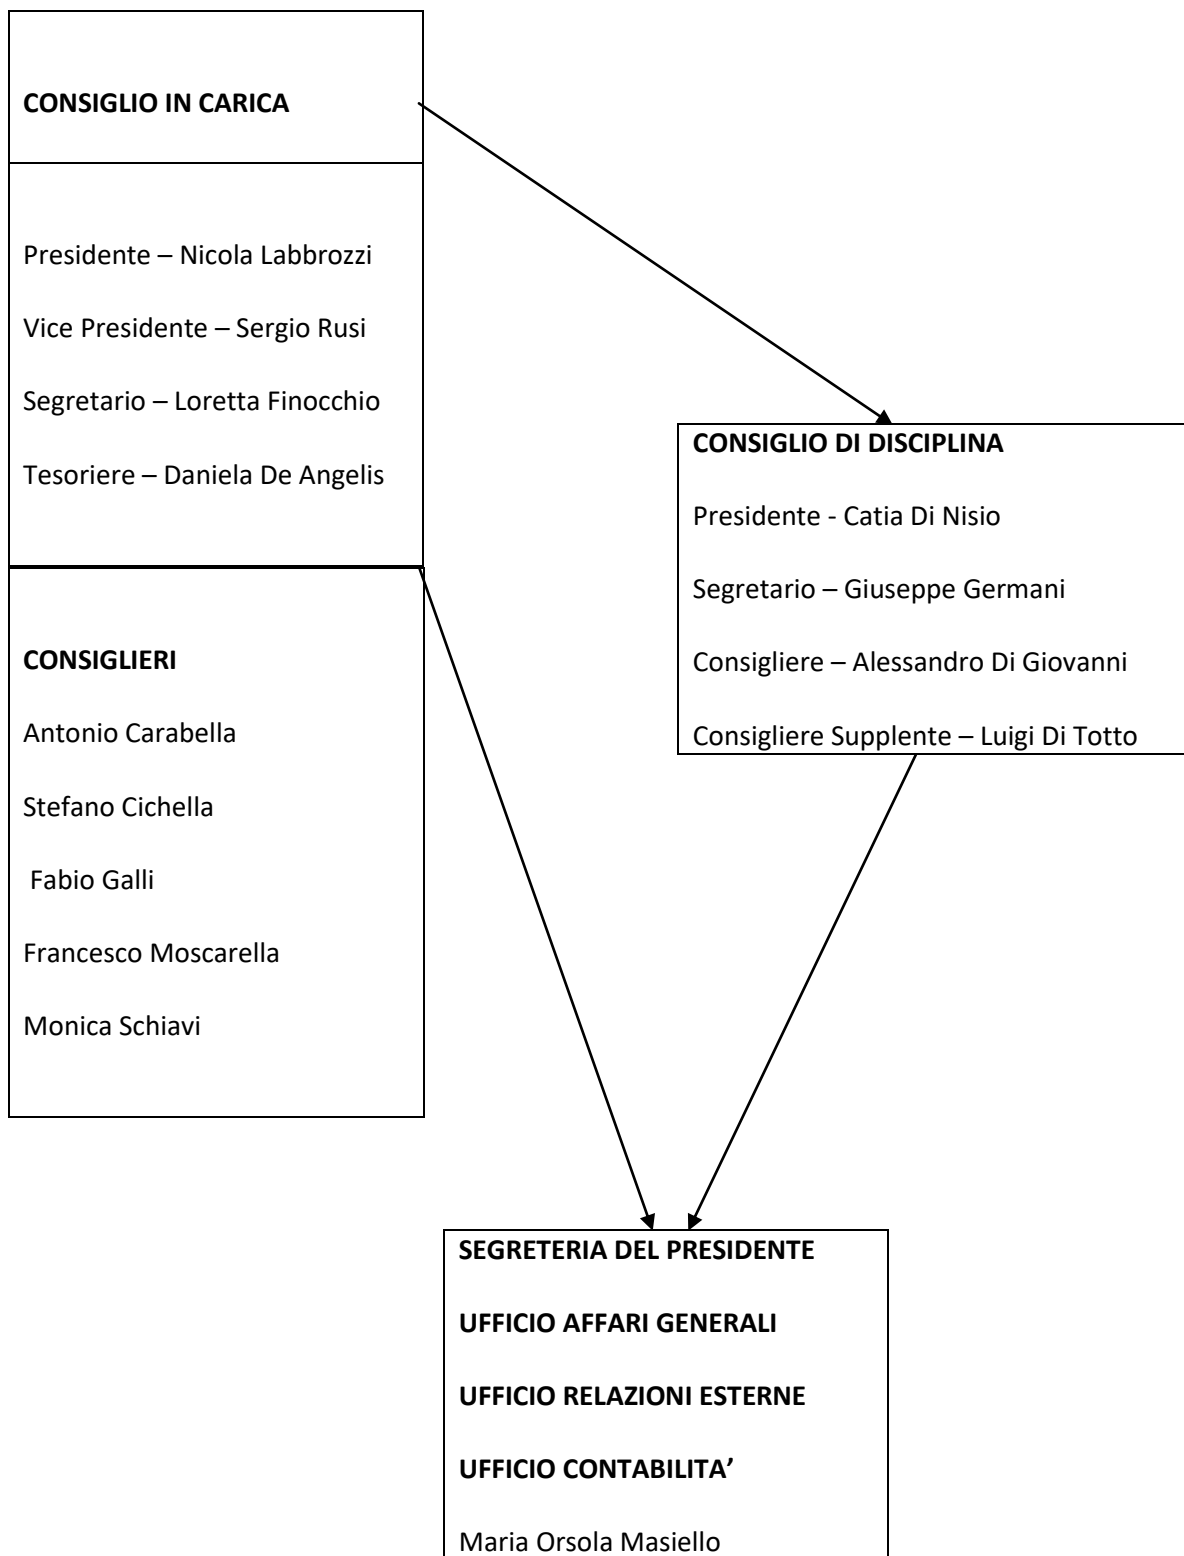 CONSIGLIO IN CARICA
Presidente – Nicola Labbrozzi
Vice Presidente – Sergio Rusi
Segretario – Loretta Finocchio
Tesoriere – Daniela De Angelis
CONSIGLIERI
Antonio Carabella
Stefano Cichella
Fabio Galli
Francesco Moscarella
Monica Schiavi
CONSIGLIO DI DISCIPLINA
Presidente - Catia Di Nisio
Segretario – Giuseppe Germani
Consigliere – Alessandro Di Giovanni
Consigliere Supplente – Luigi Di Totto
SEGRETERIA DEL PRESIDENTE
UFFICIO AFFARI GENERALI
UFFICIO RELAZIONI ESTERNE
UFFICIO CONTABILITA’
Maria Orsola Masiello